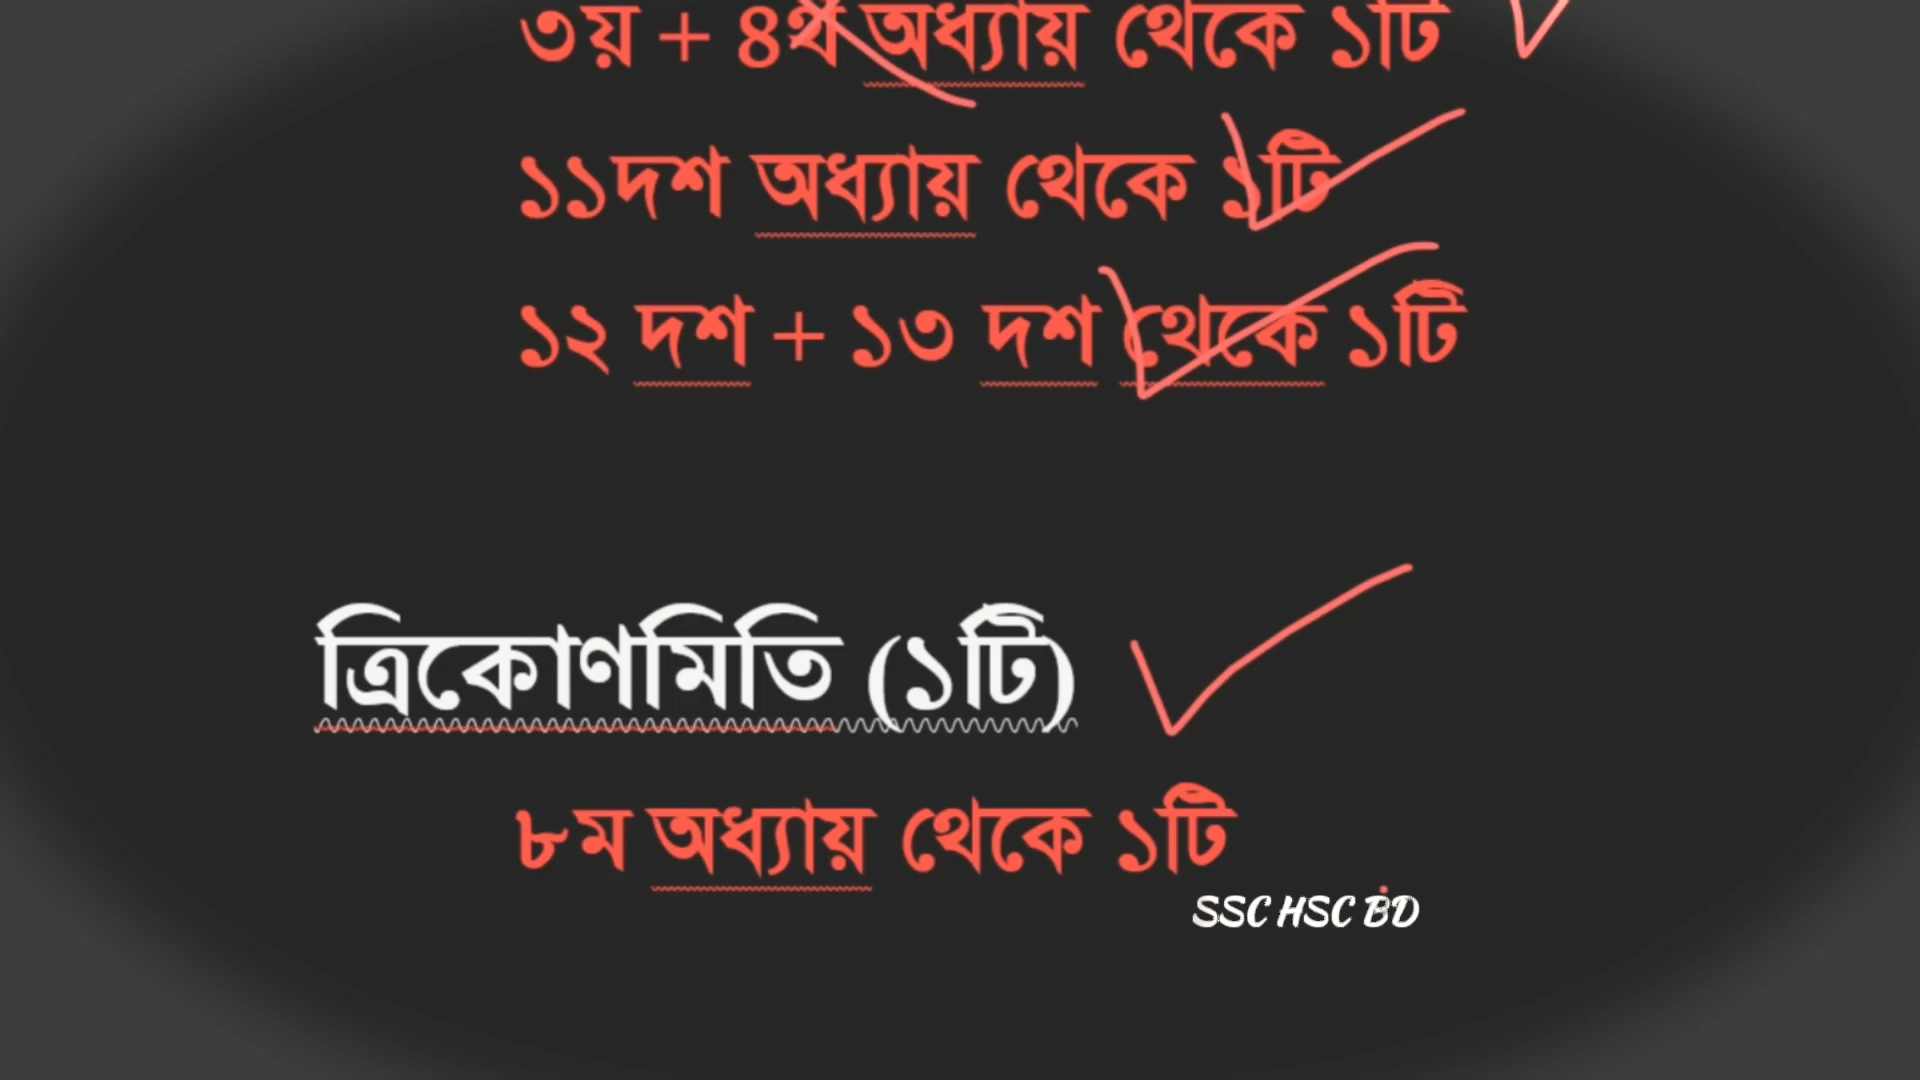 ৩য় + ৪র্থ অধ্যায় থেকে ১টি
১১দশ অধ্যায় থেকে ১টি
১২ দশ + ১৩ দশ থেকে ১টি
ত্রিকোণমিতি (১টি)
৮ম অধ্যায় থেকে ১টি
SSC HSC BD